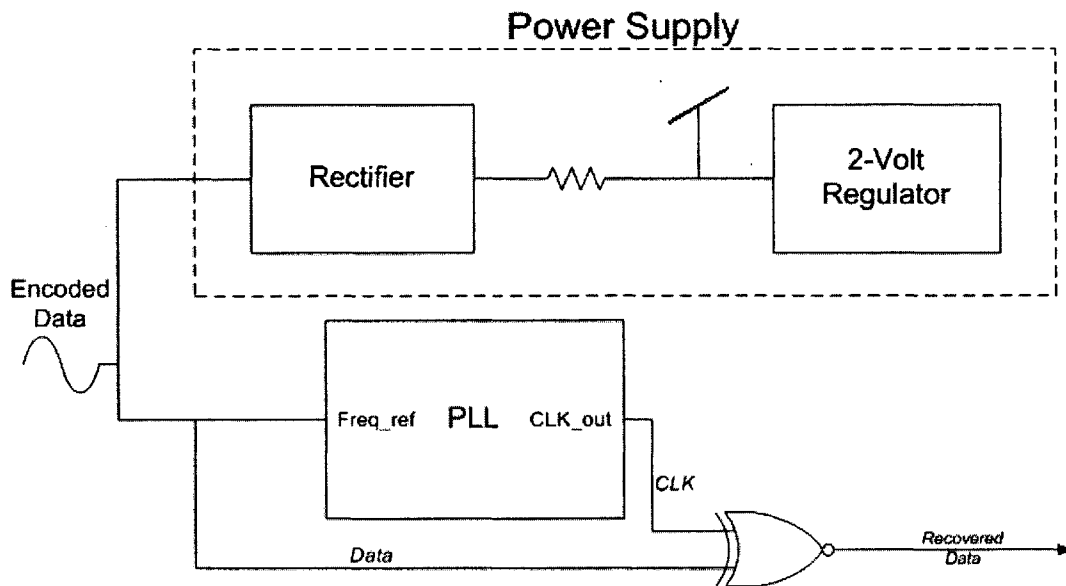 Power Supply
Rectifier
2-Volt
Regulator
Encoded
Data
Freq_ref
PLL
CLK_out
CLK
Data
Recovered
Data